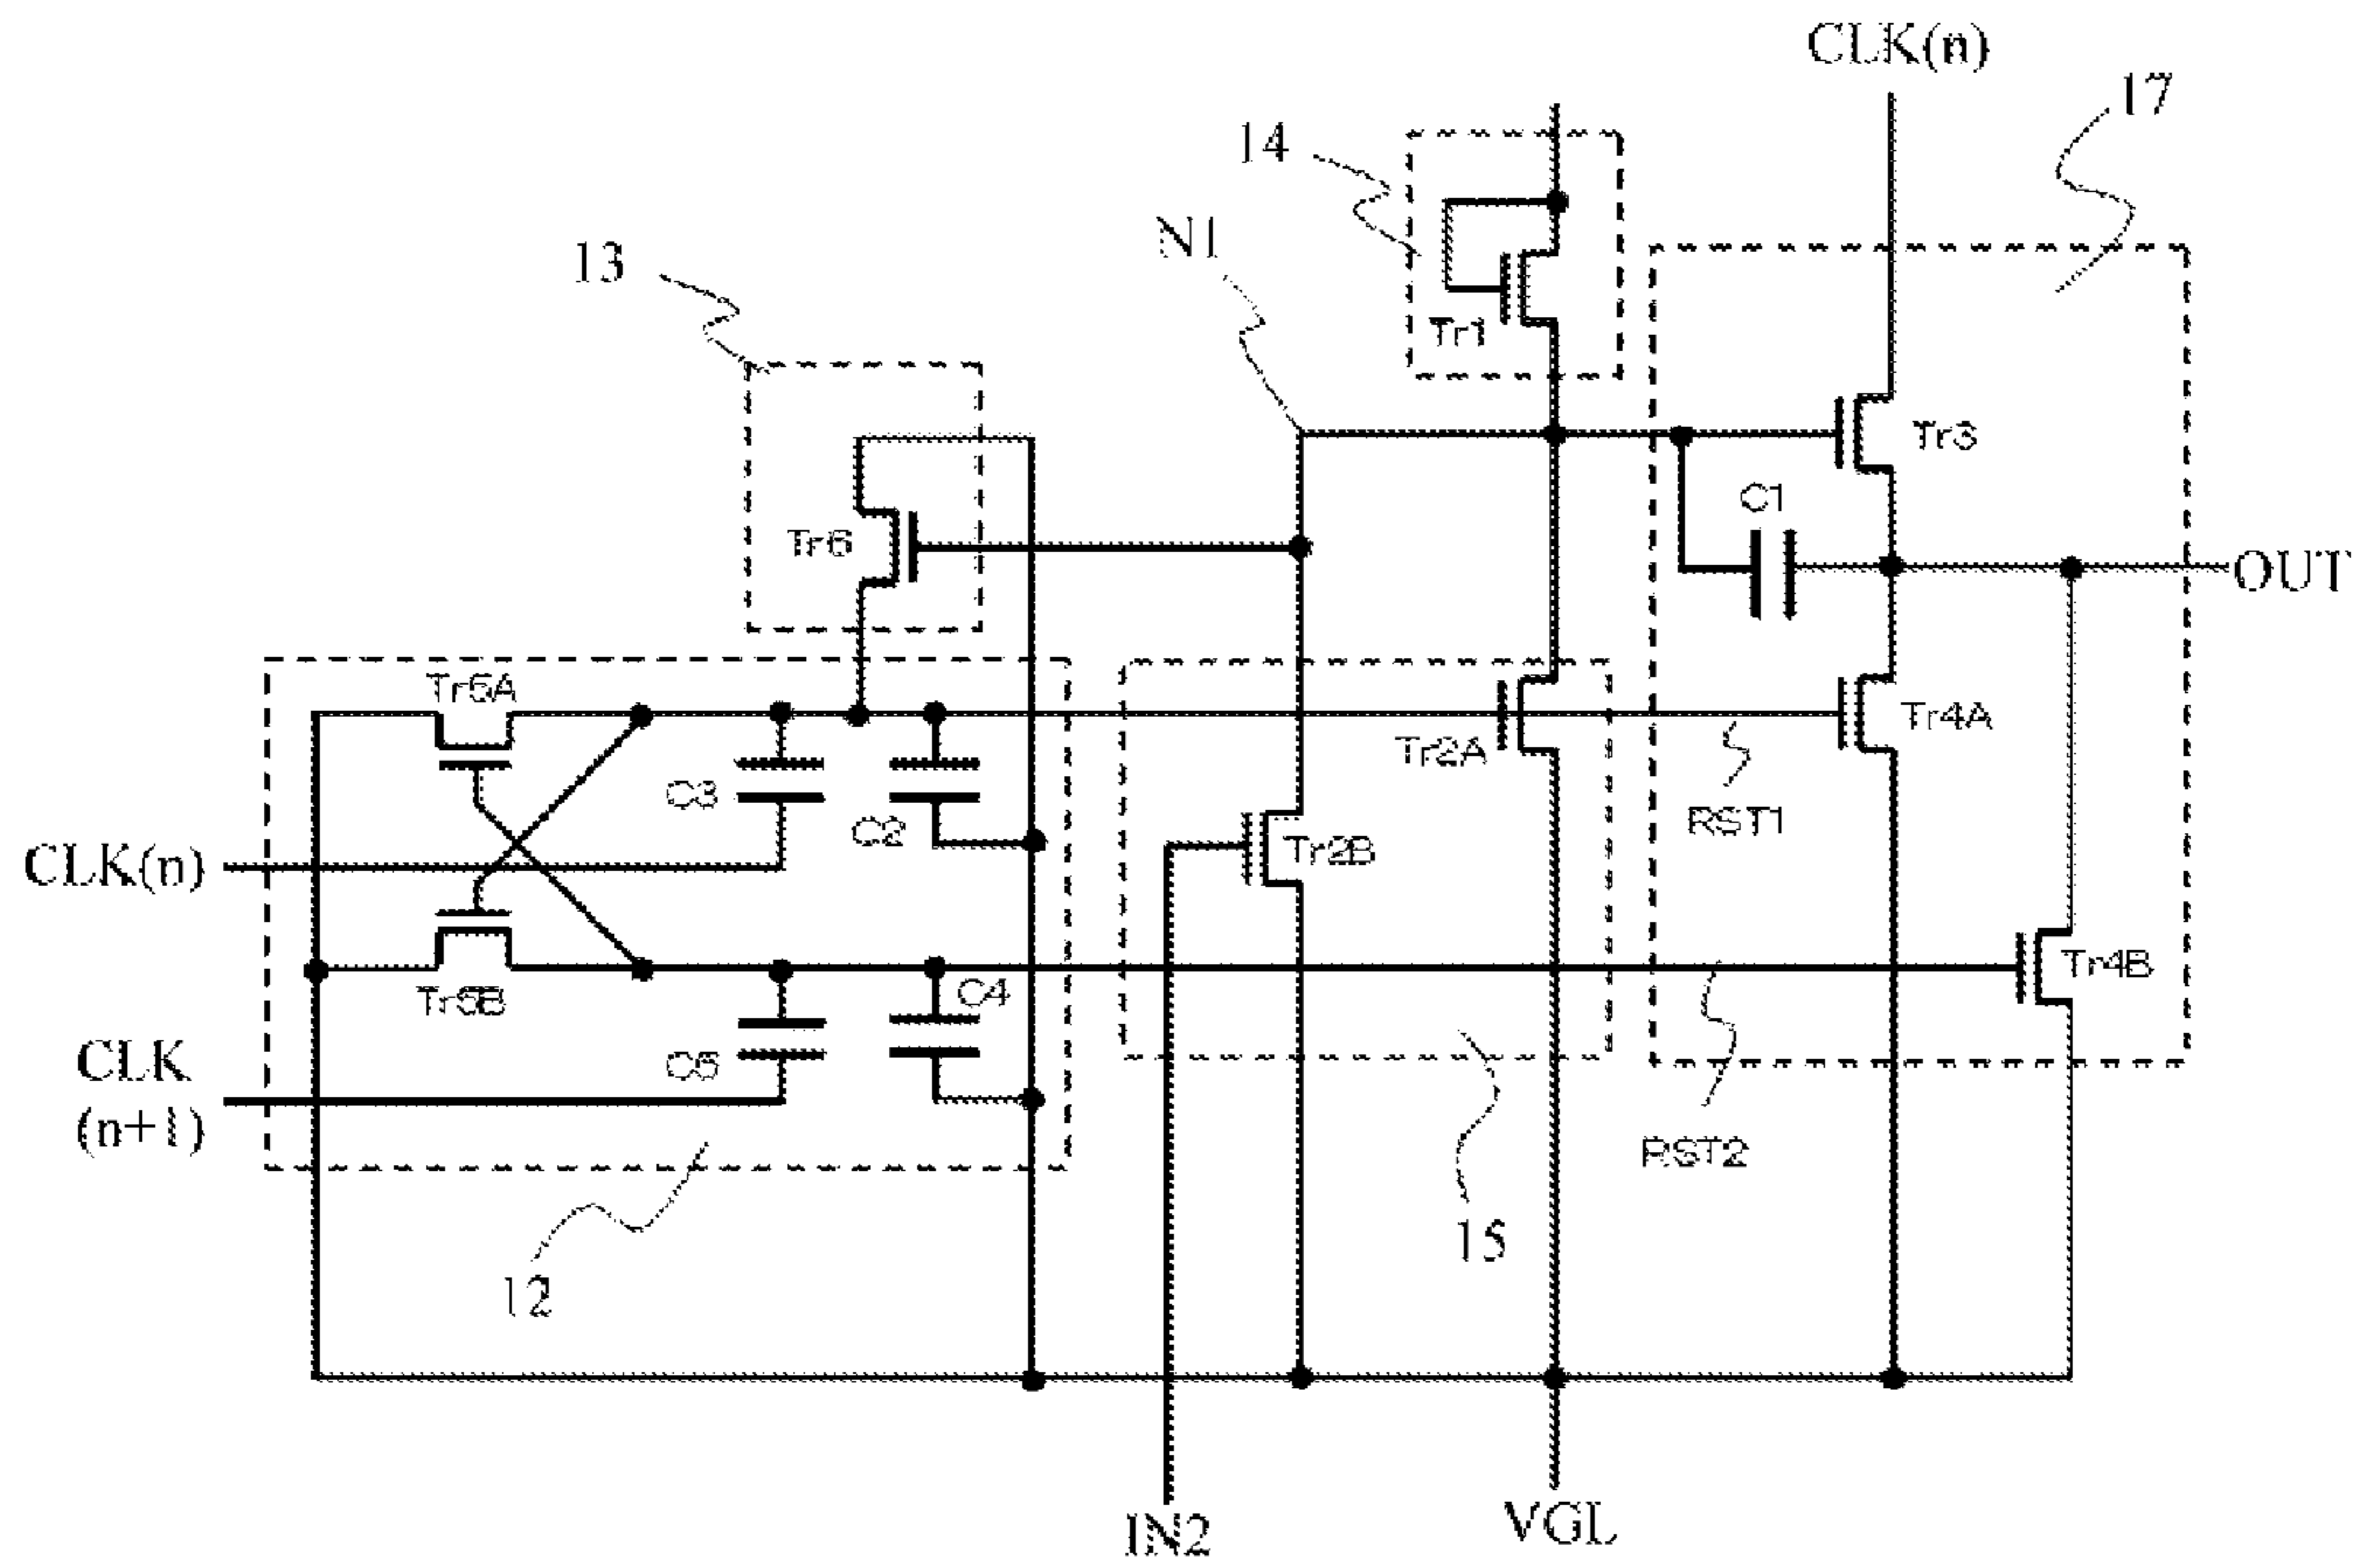 CLK(n)
17
14
N1
13
Tr1
Tr3
C1
Tr6
OUT
Tr5A
Tr4A
Tr2A
C3
RST1
C2
Tr2B
CLK(n)
Tr4B
Tr5B
C4
CLK
(n+1)
C5
RST2
15
12
IN2
VGL